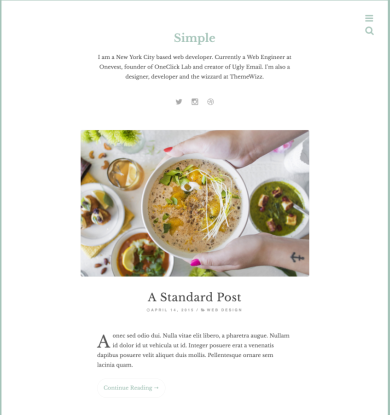 Simple
I am a New York City based web developer. Currently a Web Engineer at
Onevest, founder of OneClick Lab and creator of Ugly Email. I'm also a
designer, developer and the wizzard at ThemeWizz.
A Standard Post
APRIL 14, 2014 / WEB DESIGN
Aonec sed odio dui. Nulla vitae elit libero, a pharetra augue. Nullam
id dolor id ut vehicula ut id. Integer posuere erat a venenatis
dapibus posuere velit aliquet duis mollis. Pellentesque ornare sem
lacinia quam.
Continue Reading →